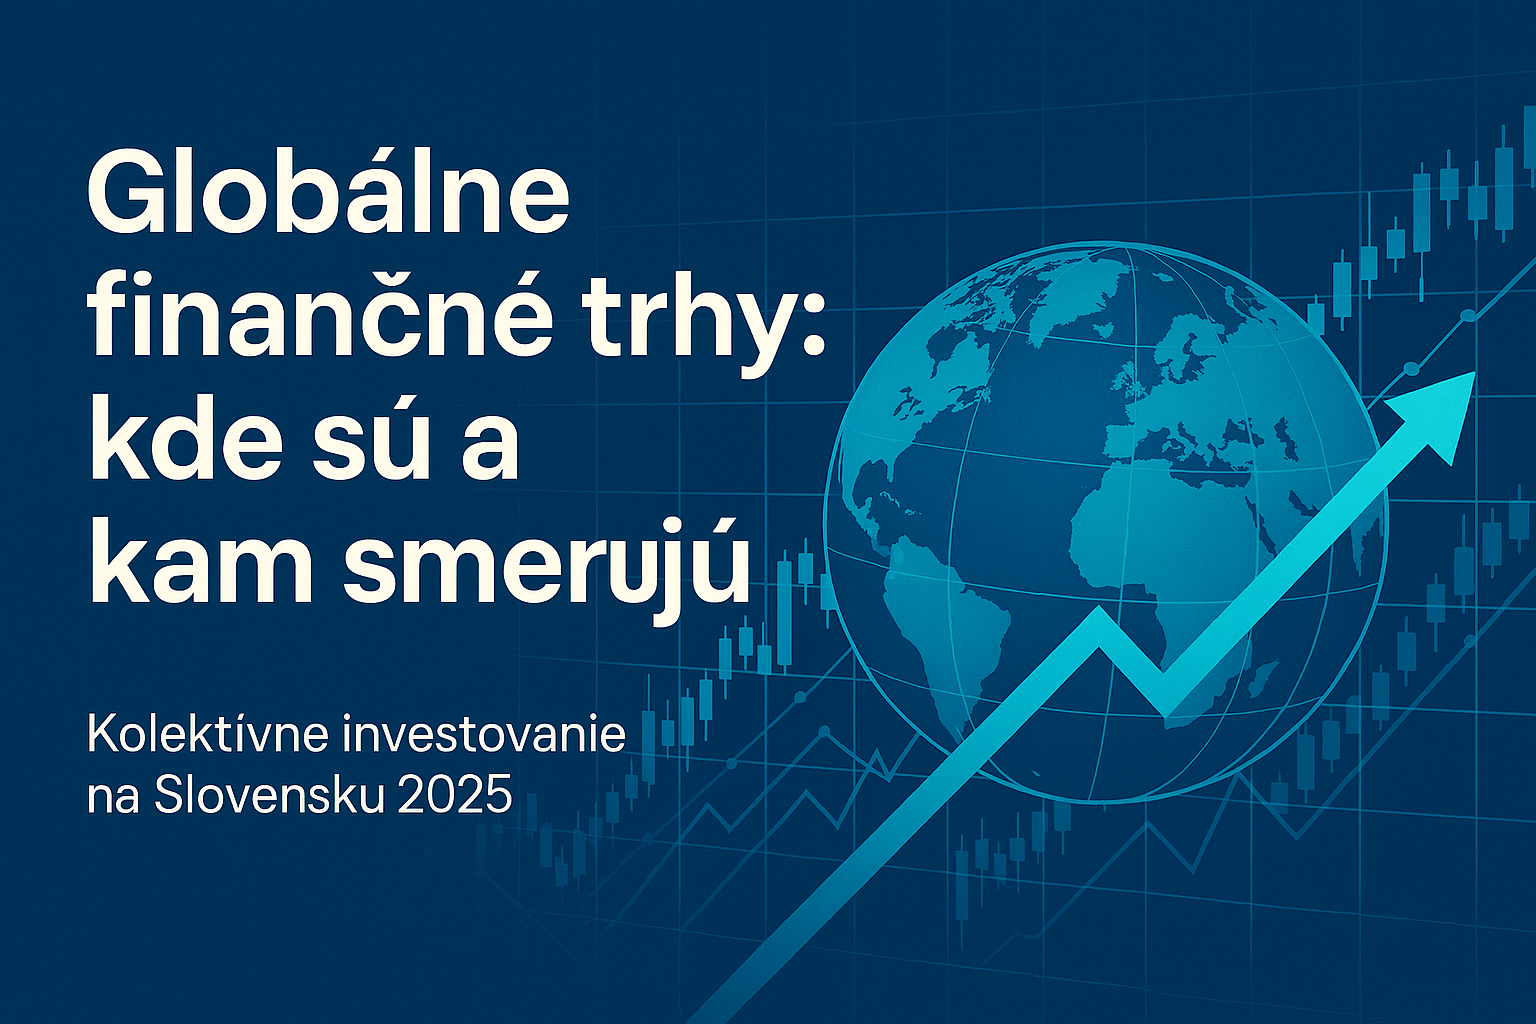 Globálne
finančné trhy:
kde sú a
kam smerujú
Kolektívne investovanie
na Slovensku 2025